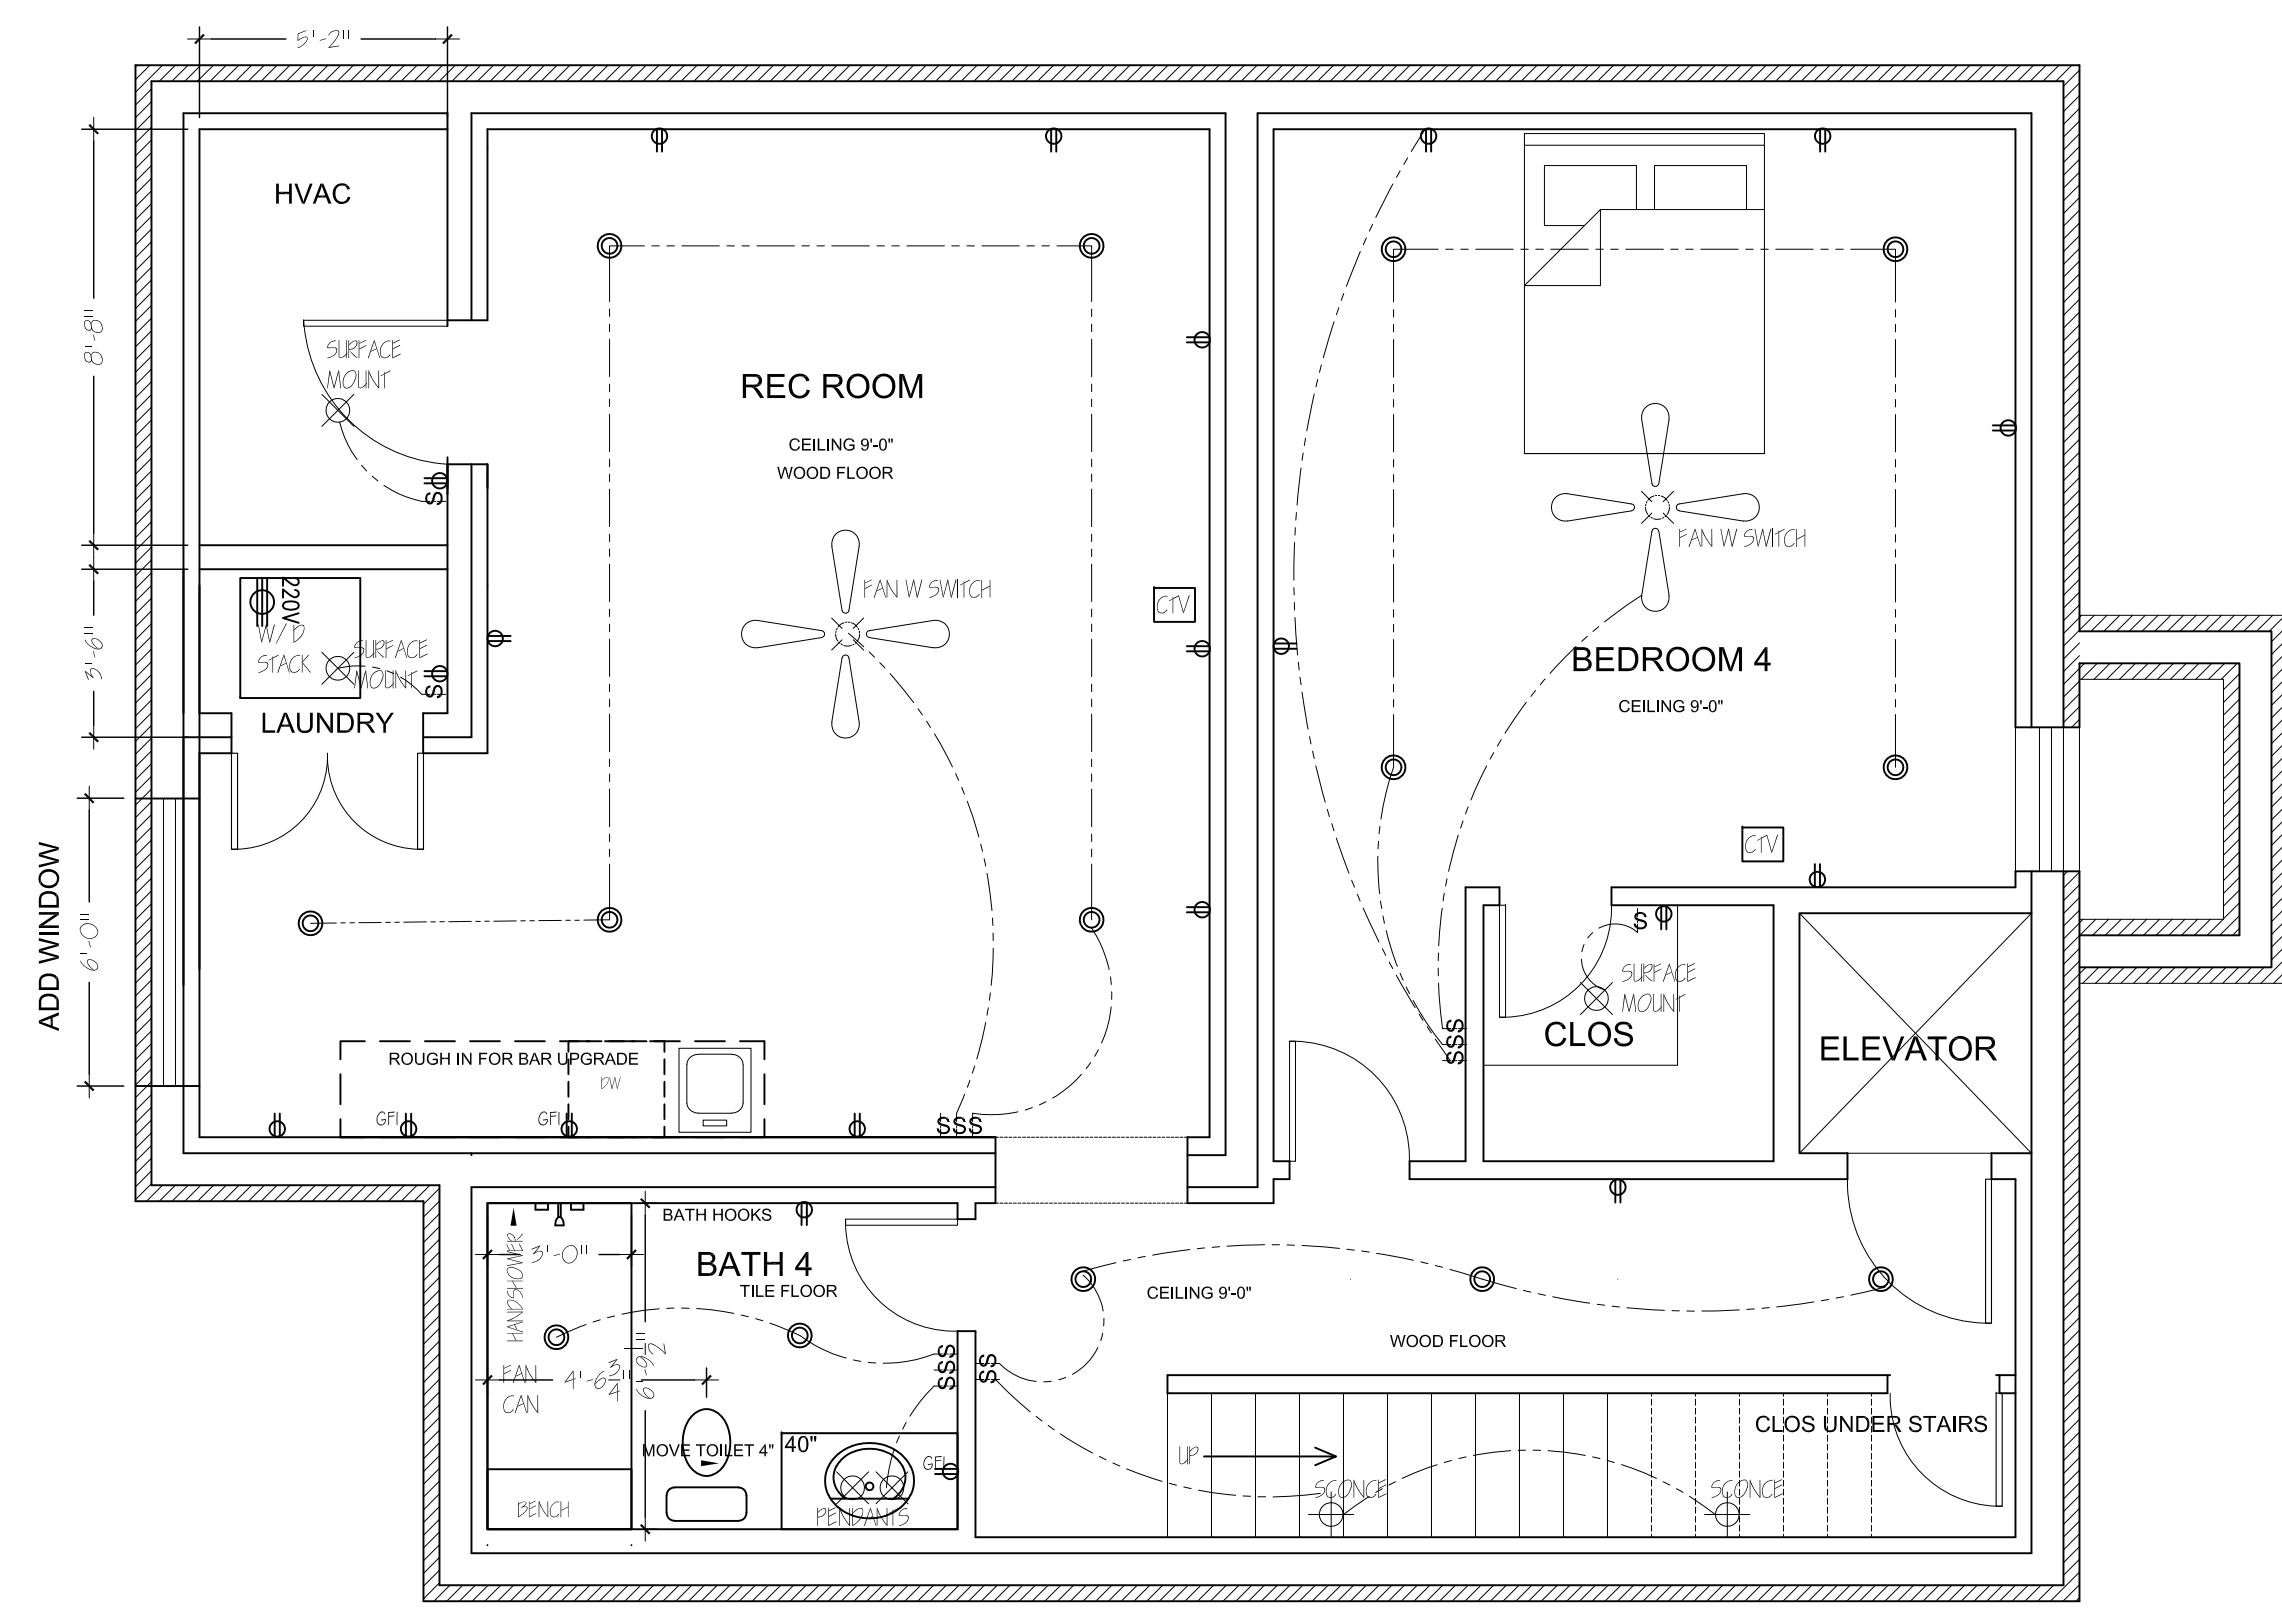 5'-2"
HVAC
8'-8"
SURFACE
MOUNT
S
REC ROOM
CEILING 9'-0"
WOOD FLOOR
FAN W SWITCH
FAN W SWITCH
CTV
BEDROOM 4
CEILING 9'-0"
CTV
220V
W/D
STACK
SURFACE
MOUNT
S
LAUNDRY
3'-6"
ADD WINDOW
6'-0"
ROUGH IN FOR BAR UPGRADE
DW
GFI
GFI
SSS
SSS
S
SURFACE
MOUNT
CLOS
ELEVATOR
BATH HOOKS
BATH 4
TILE FLOOR
HANDSHOWER
3'-0"
FAN
CAN
4'-6 3/4"
6'-9 1/2"
SSS
SS
MOVE TOILET 4"
40"
GFI
PENDANTS
BENCH
CEILING 9'-0"
WOOD FLOOR
CLOS UNDER STAIRS
UP
SCONCE
SCONCE